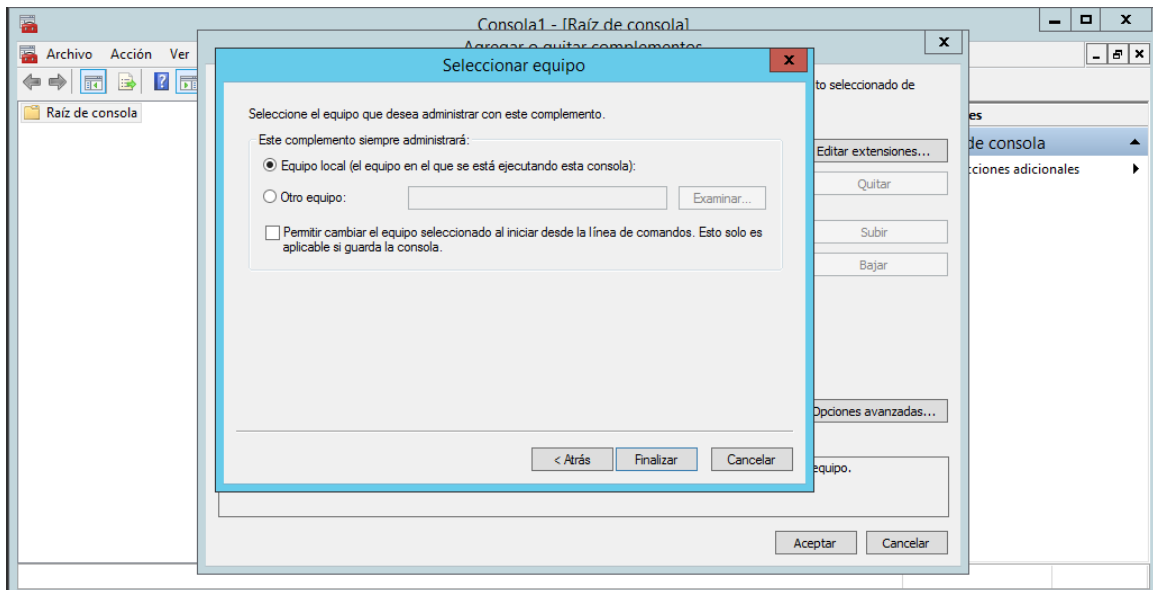 Consola1 - [Raíz de consola]
Archivo Acción Ver
Agregar o quitar complementos
Seleccionar equipo
to seleccionado de
Raíz de consola
Seleccione el equipo que desea administrar con este complemento.
es
Este complemento siempre administrará:
de consola
Editar extensiones...
Equipo local (el equipo en el que se está ejecutando esta consola):
cciones adicionales
Quitar
Otro equipo:
Examinar...
Permitir cambiar el equipo seleccionado al iniciar desde la línea de comandos. Esto solo es
aplicable si guarda la consola.
Subir
Bajar
Opciones avanzadas...
< Atrás Finalizar Cancelar
equipo.
Aceptar Cancelar